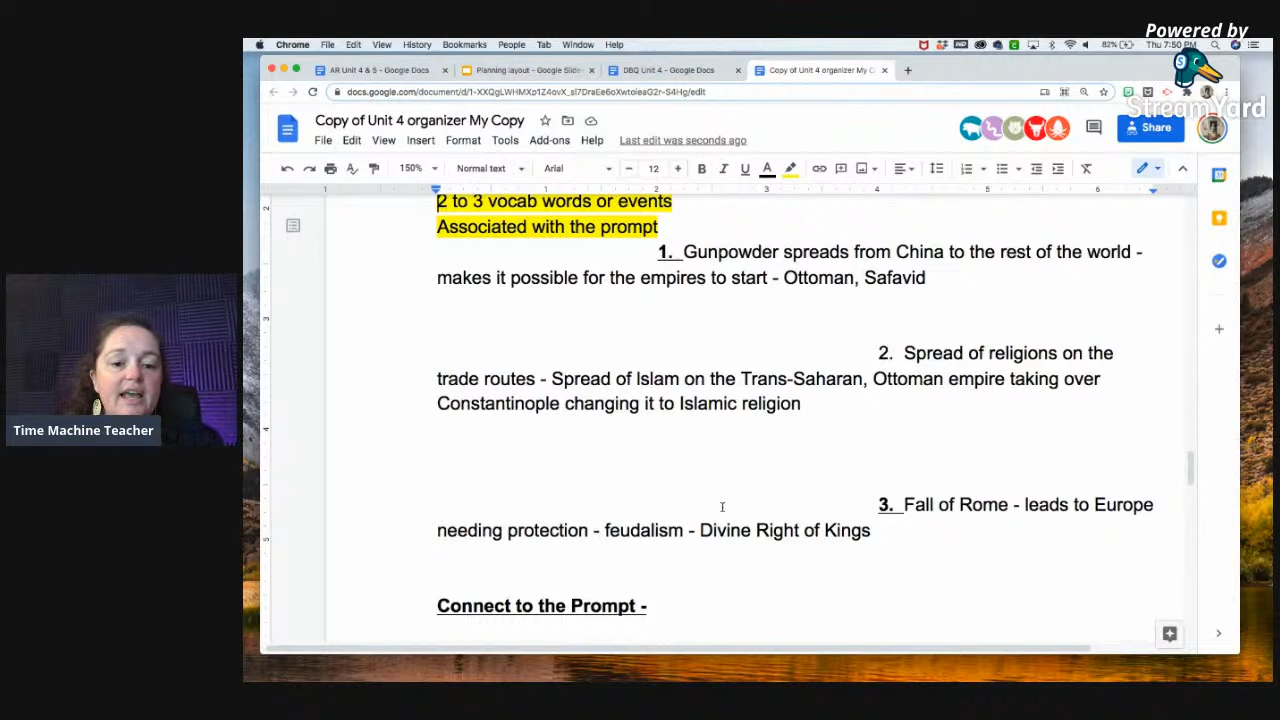 Powered by
StreamYard
Chrome File Edit View History Bookmarks People Tab Window Help
82% Thu 7:50 PM
AR Unit 4 & 5 - Google Docs
Planning layout - Google Slide
DBQ Unit 4 - Google Docs
Copy of Unit 4 organizer My C
Copy of Unit 4 organizer My Copy
File Edit View Insert Format Tools Add-ons Help Last edit was seconds ago
Share
150% Normal text Arial 12
2 to 3 vocab words or events
Associated with the prompt
1. Gunpowder spreads from China to the rest of the world -
makes it possible for the empires to start - Ottoman, Safavid
2. Spread of religions on the
trade routes - Spread of Islam on the Trans-Saharan, Ottoman empire taking over
Constantinople changing it to Islamic religion
3. Fall of Rome - leads to Europe
needing protection - feudalism - Divine Right of Kings
Connect to the Prompt -
Time Machine Teacher